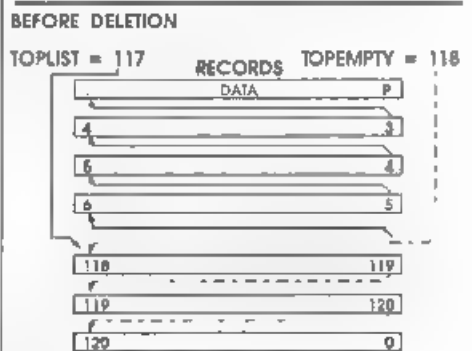 BEFORE DELETION
TOPLIST = 117
RECORDS
TOPEMPTY = 118
DATA P
4 3
5 4
6 5
118 119
119 120
120 0